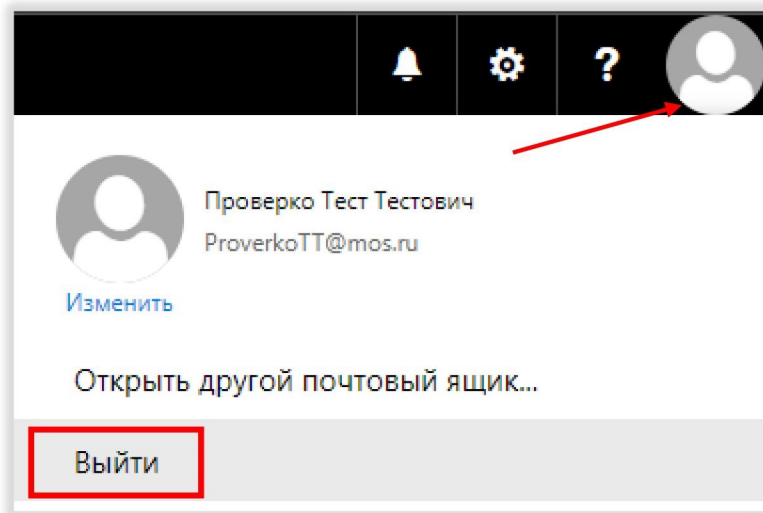 ?
Проверко Тест Тестович
ProverkoTT@mos.ru
Изменить
Открыть другой почтовый ящик...
Выйти